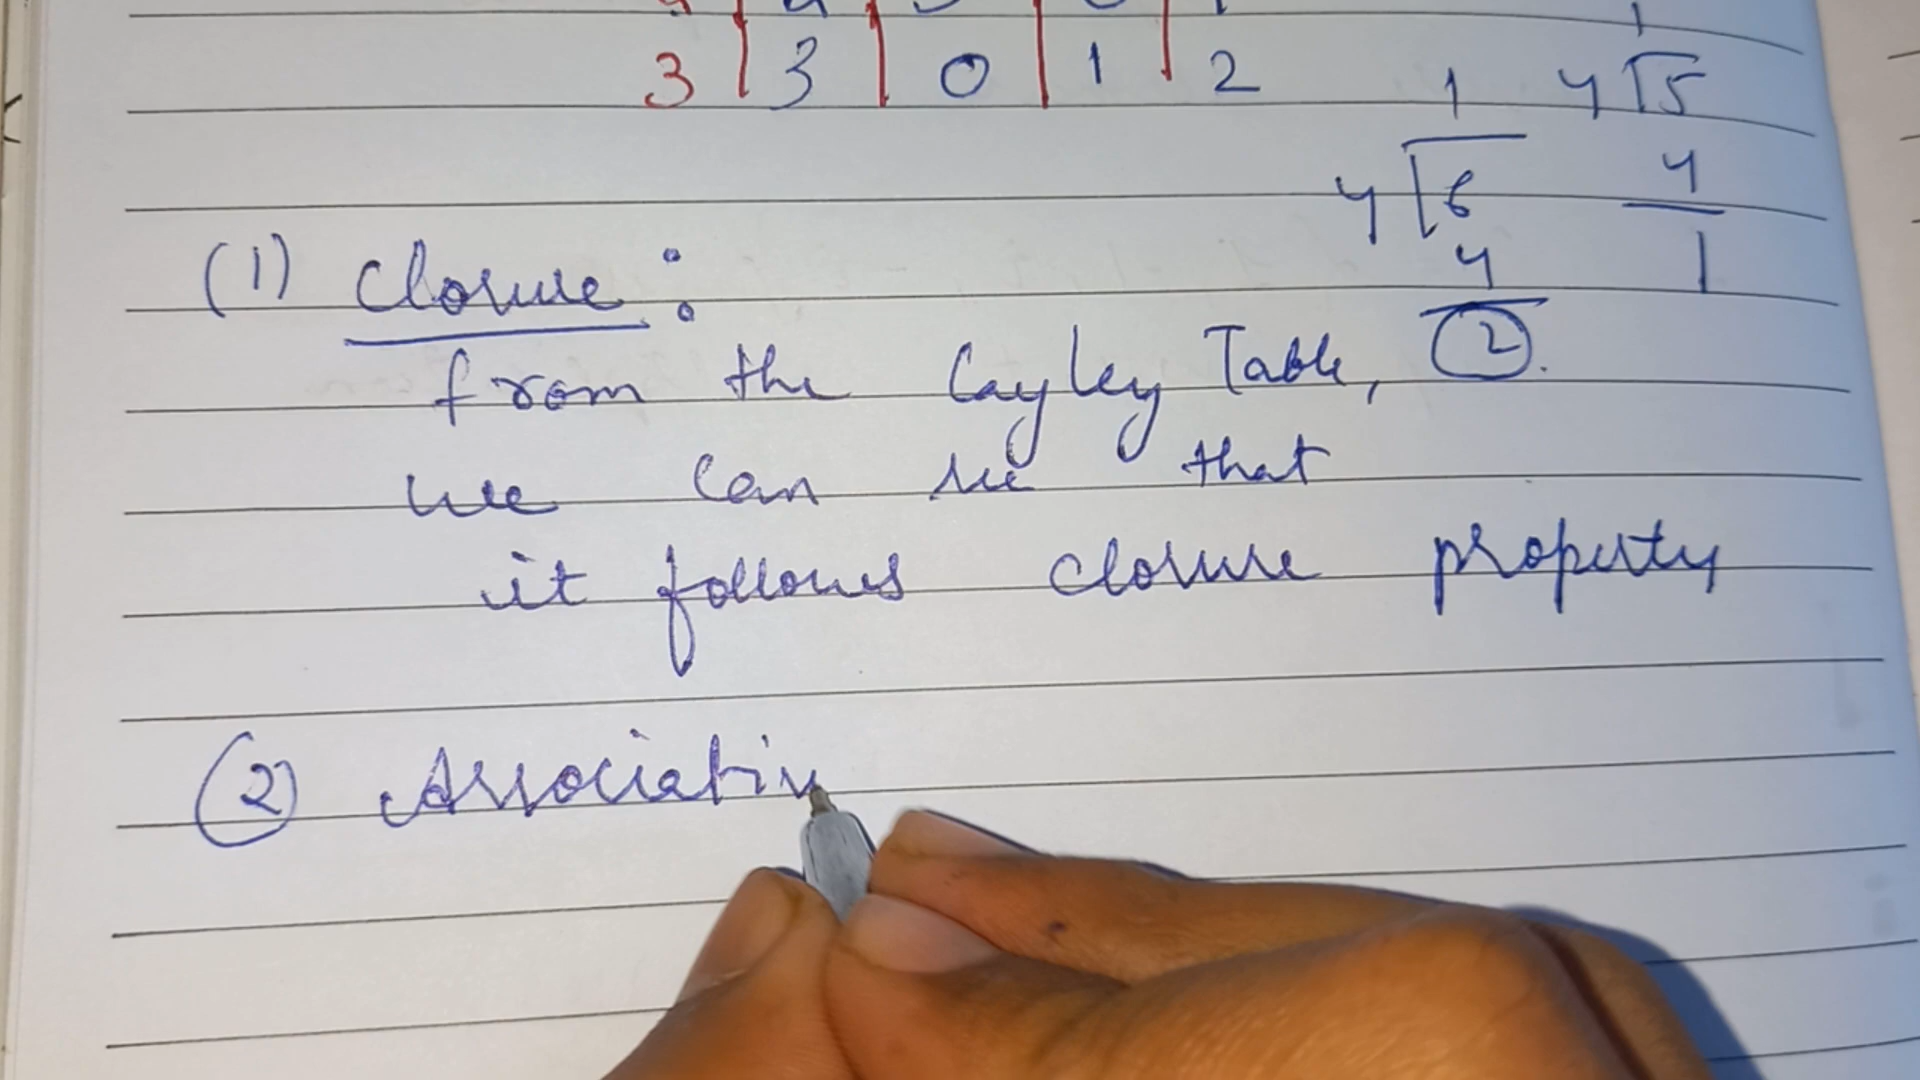 3 | 3 | 0 | 1 | 2
1
4 √5
4
1
1
4 √6
4
2
(1) Closure :
from the Cayley Table,
we can see that
it follows closure property
(2) Associativ